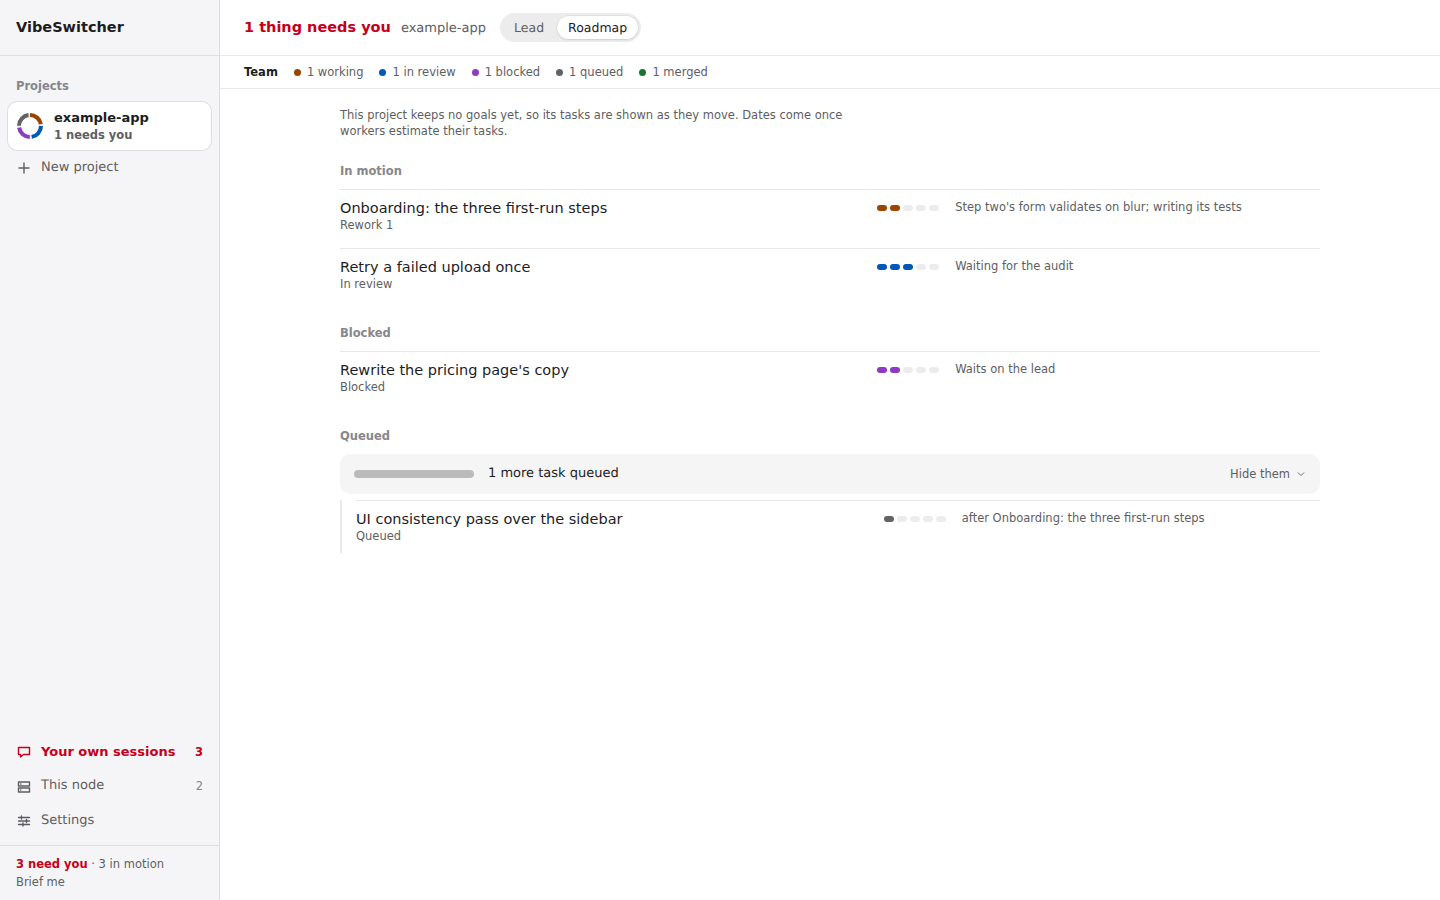 VibeSwitcher
Projects
example-app
1 needs you
New project
Your own sessions 3
This node 2
Settings
3 need you · 3 in motion
Brief me
1 thing needs you example-app Lead Roadmap
Team 1 working 1 in review 1 blocked 1 queued 1 merged
This project keeps no goals yet, so its tasks are shown as they move. Dates come once
workers estimate their tasks.
In motion
Onboarding: the three first-run steps
Rework 1
Step two's form validates on blur; writing its tests
Retry a failed upload once
In review
Waiting for the audit
Blocked
Rewrite the pricing page's copy
Blocked
Waits on the lead
Queued
1 more task queued
Hide them
UI consistency pass over the sidebar
Queued
after Onboarding: the three first-run steps